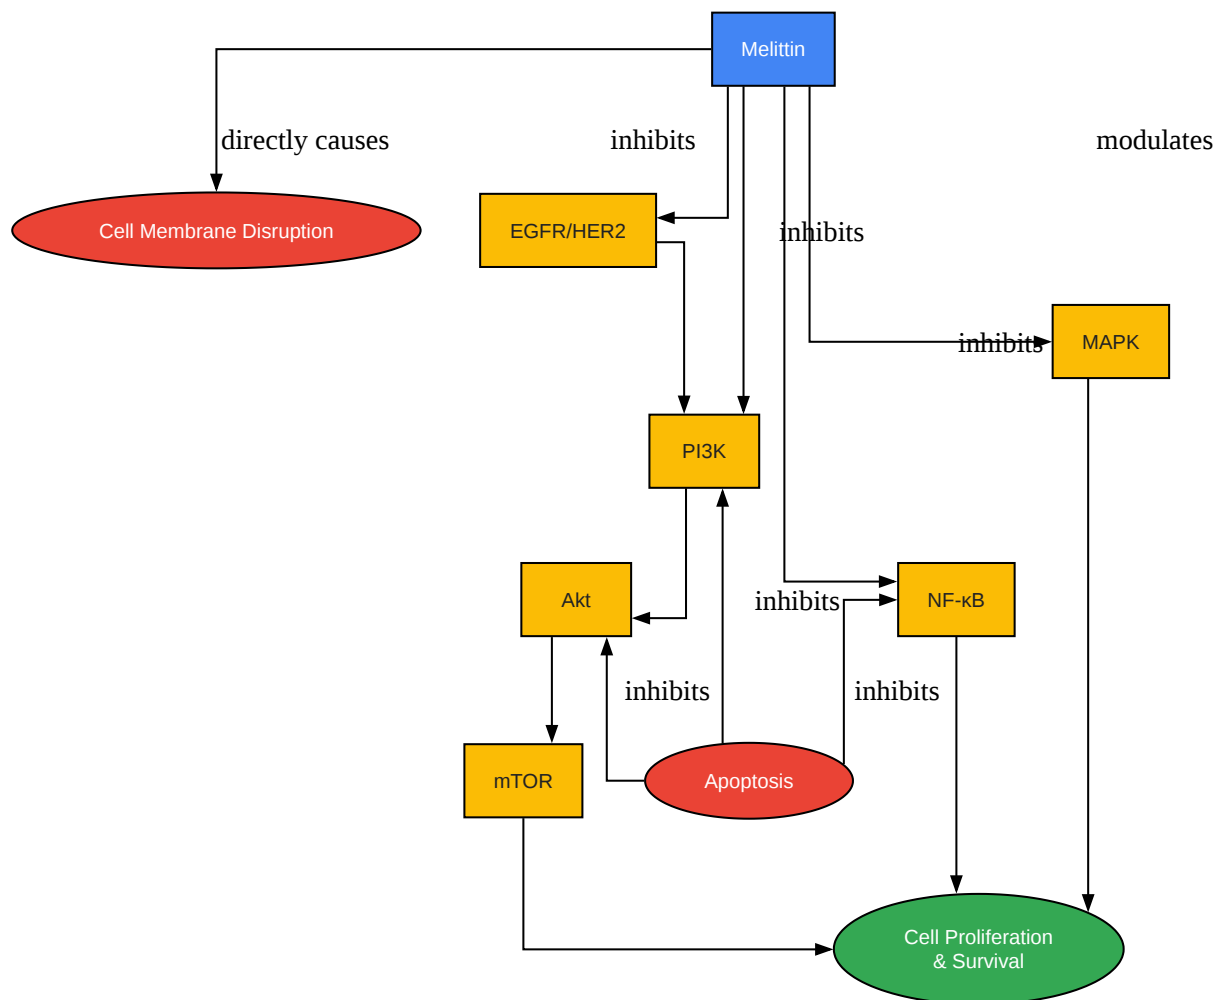 Melittin
directly causes
inhibits
modulates
Cell Membrane Disruption
EGFR/HER2
inhibits
inhibits
MAPK
PI3K
Akt
inhibits
NF-κB
inhibits
inhibits
mTOR
Apoptosis
Cell Proliferation
& Survival